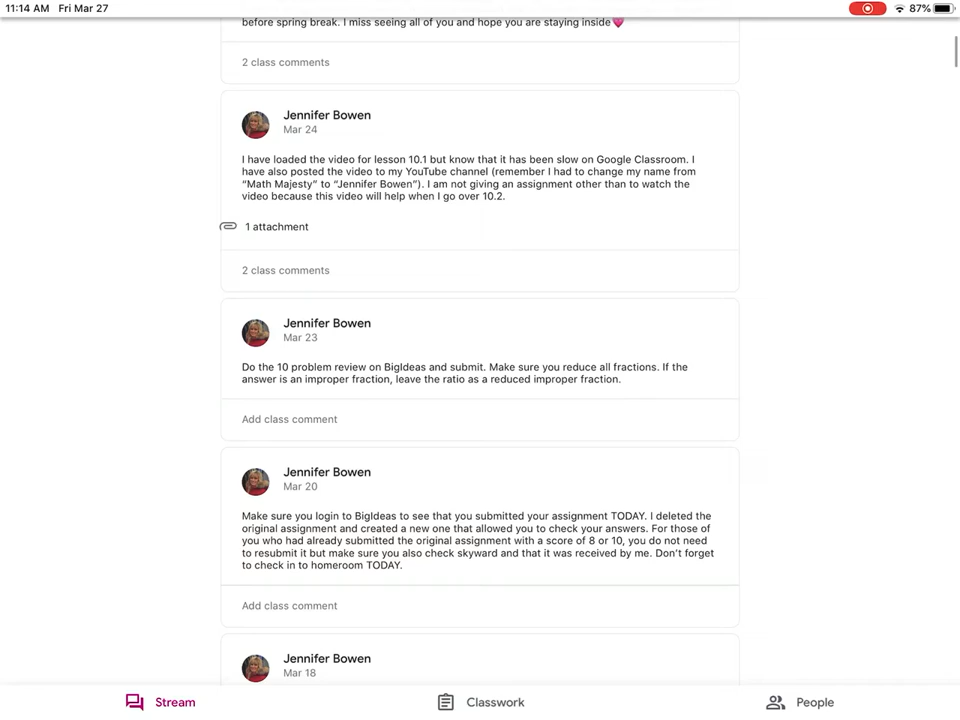 11:14 AM Fri Mar 27
87%
before spring break. I miss seeing all of you and hope you are staying inside💗
2 class comments
Jennifer Bowen
Mar 24
I have loaded the video for lesson 10.1 but know that it has been slow on Google Classroom. I
have also posted the video to my YouTube channel (remember I had to change my name from
“Math Majesty” to “Jennifer Bowen”). I am not giving an assignment other than to watch the
video because this video will help when I go over 10.2.
1 attachment
2 class comments
Jennifer Bowen
Mar 23
Do the 10 problem review on BigIdeas and submit. Make sure you reduce all fractions. If the
answer is an improper fraction, leave the ratio as a reduced improper fraction.
Add class comment
Jennifer Bowen
Mar 20
Make sure you login to BigIdeas to see that you submitted your assignment TODAY. I deleted the
original assignment and created a new one that allowed you to check your answers. For those of
you who had already submitted the original assignment with a score of 8 or 10, you do not need
to resubmit it but make sure you also check skyward and that it was received by me. Don’t forget
to check in to homeroom TODAY.
Add class comment
Jennifer Bowen
Mar 18
Stream
Classwork
People